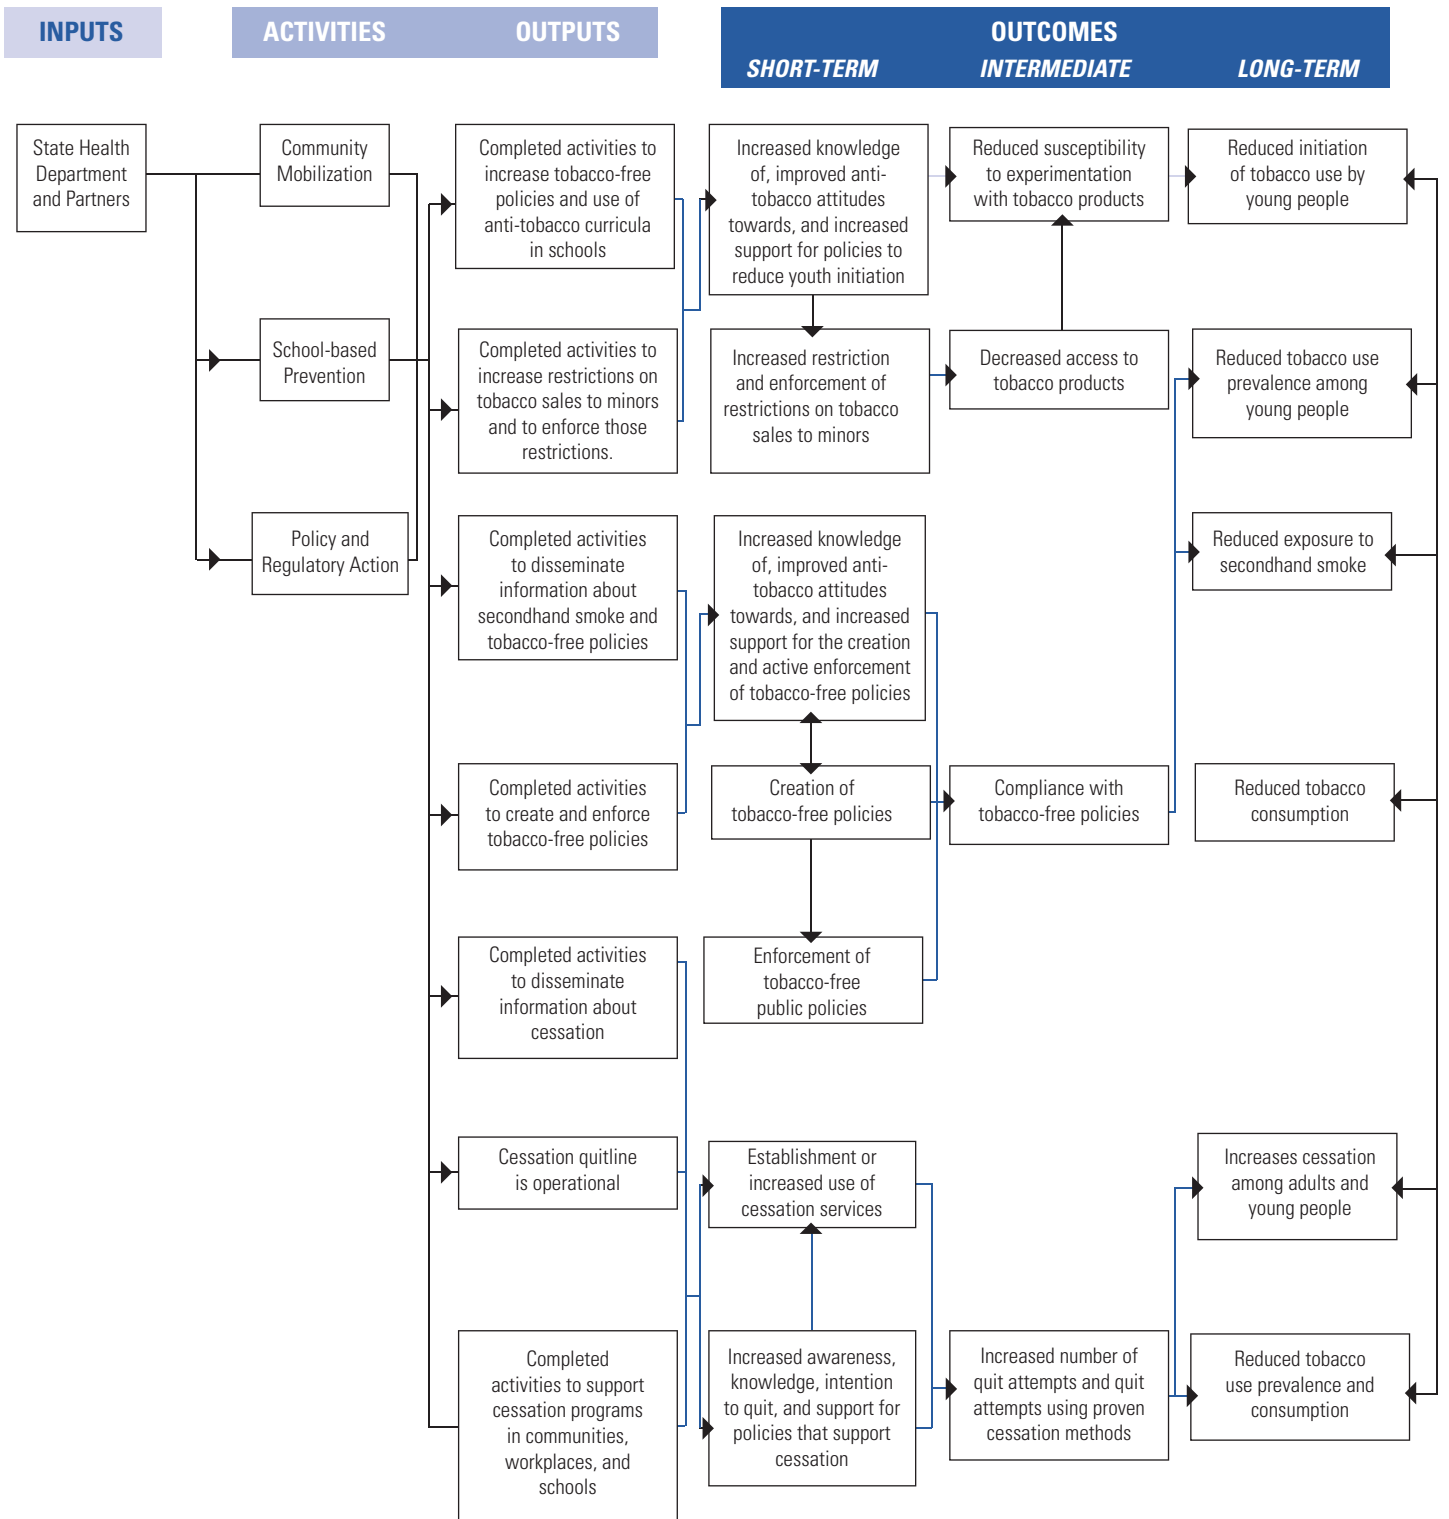 INPUTS
ACTIVITIES
OUTPUTS
OUTCOMES
SHORT-TERM
INTERMEDIATE
LONG-TERM
State Health
Department
and Partners
Community
Mobilization
School-based
Prevention
Policy and
Regulatory Action
Completed activities to
increase tobacco-free
policies and use of
anti-tobacco curricula
in schools
Completed activities to
increase restrictions on
tobacco sales to minors
and to enforce those
restrictions.
Completed activities
to disseminate
information about
secondhand smoke and
tobacco-free policies
Completed activities
to create and enforce
tobacco-free policies
Completed activities
to disseminate
information about
cessation
Cessation quitline
is operational
Completed
activities to support
cessation programs
in communities,
workplaces, and
schools
Increased knowledge
of, improved anti-
tobacco attitudes
towards, and increased
support for policies to
reduce youth initiation
Increased restriction
and enforcement of
restrictions on tobacco
sales to minors
Increased knowledge
of, improved anti-
tobacco attitudes
towards, and increased
support for the creation
and active enforcement
of tobacco-free policies
Creation of
tobacco-free policies
Enforcement of
tobacco-free
public policies
Establishment or
increased use of
cessation services
Increased awareness,
knowledge, intention
to quit, and support for
policies that support
cessation
Reduced susceptibility
to experimentation
with tobacco products
Decreased access to
tobacco products
Compliance with
tobacco-free policies
Increased number of
quit attempts and quit
attempts using proven
cessation methods
Reduced initiation
of tobacco use by
young people
Reduced tobacco use
prevalence among
young people
Reduced exposure to
secondhand smoke
Reduced tobacco
consumption
Increases cessation
among adults and
young people
Reduced tobacco
use prevalence and
consumption